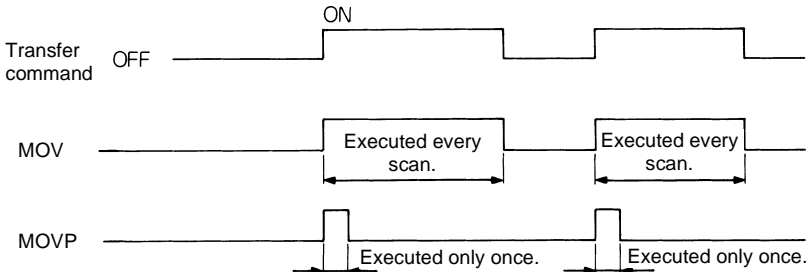 ON
Transfer
command
OFF
MOV
Executed every
scan.
Executed every
scan.
MOVP
Executed only once.
Executed only once.